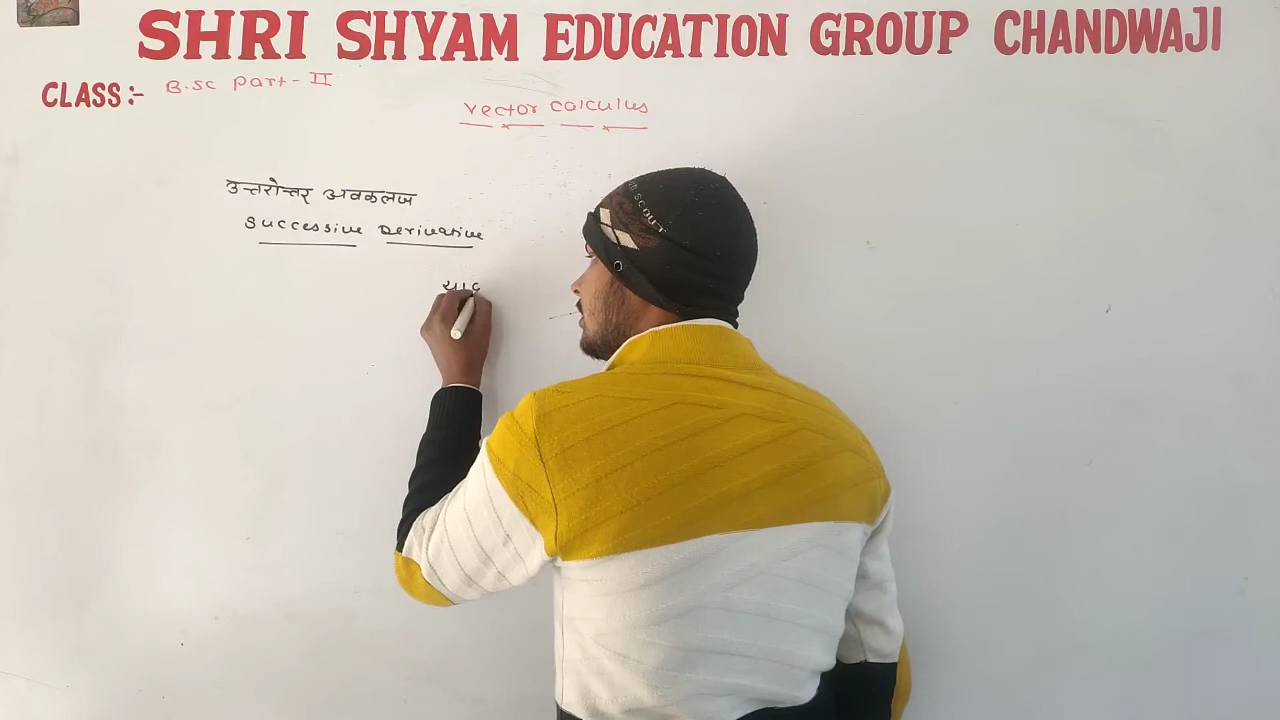 SHRI SHYAM EDUCATION GROUP CHANDWAJI
CLASS:- B.SC Part-II
vector calculus
उत्तरोत्तर अवकलज
Successive Derivative